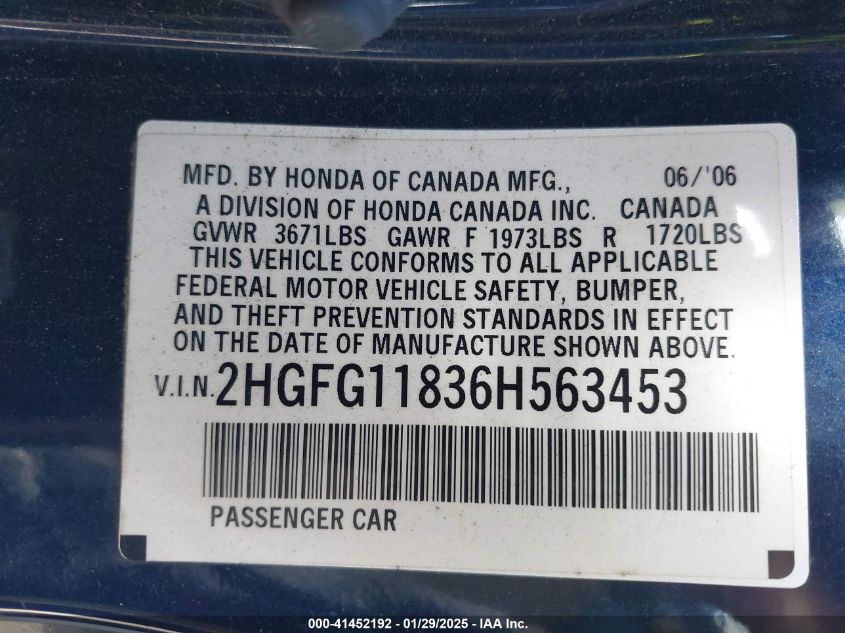 MFD. BY HONDA OF CANADA MFG., 06/'06
A DIVISION OF HONDA CANADA INC. CANADA
GVWR 3671LBS GAWR F 1973LBS R 1720LBS
THIS VEHICLE CONFORMS TO ALL APPLICABLE
FEDERAL MOTOR VEHICLE SAFETY, BUMPER,
AND THEFT PREVENTION STANDARDS IN EFFECT
ON THE DATE OF MANUFACTURE SHOWN ABOVE.
V.I.N. 2HGFG11836H563453
PASSENGER CAR
000-41452192 - 01/29/2025 - IAA Inc.